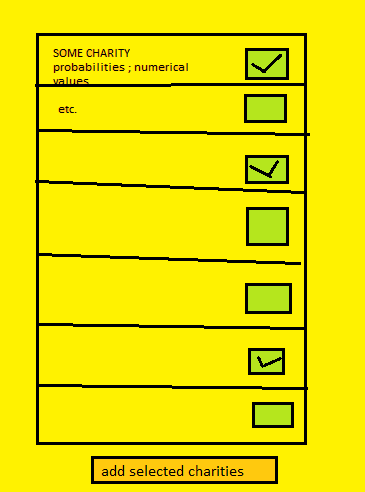 SOME CHARITY
probabilities ; numerical
values
etc.
add selected charities